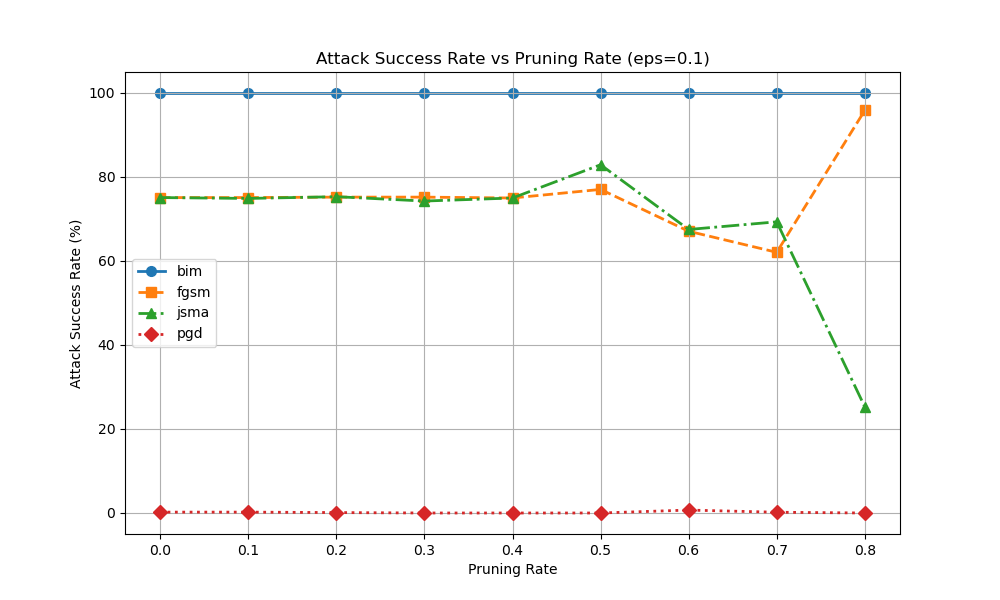 Attack Success Rate vs Pruning Rate (eps=0.1)
Attack Success Rate (%)
100
80
60
40
20
0
bim
fgsm
jsma
pgd
0.0 0.1 0.2 0.3 0.4 0.5 0.6 0.7 0.8
Pruning Rate